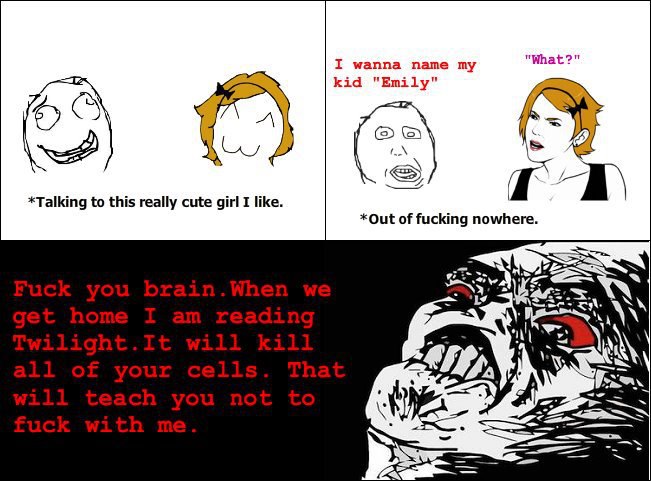 *Talking to this really cute girl I like.
I wanna name my
kid "Emily"
"What?"
*Out of fucking nowhere.
Fuck you brain.When we
get home I am reading
Twilight.It will kill
all of your cells. That
will teach you not to
fuck with me.